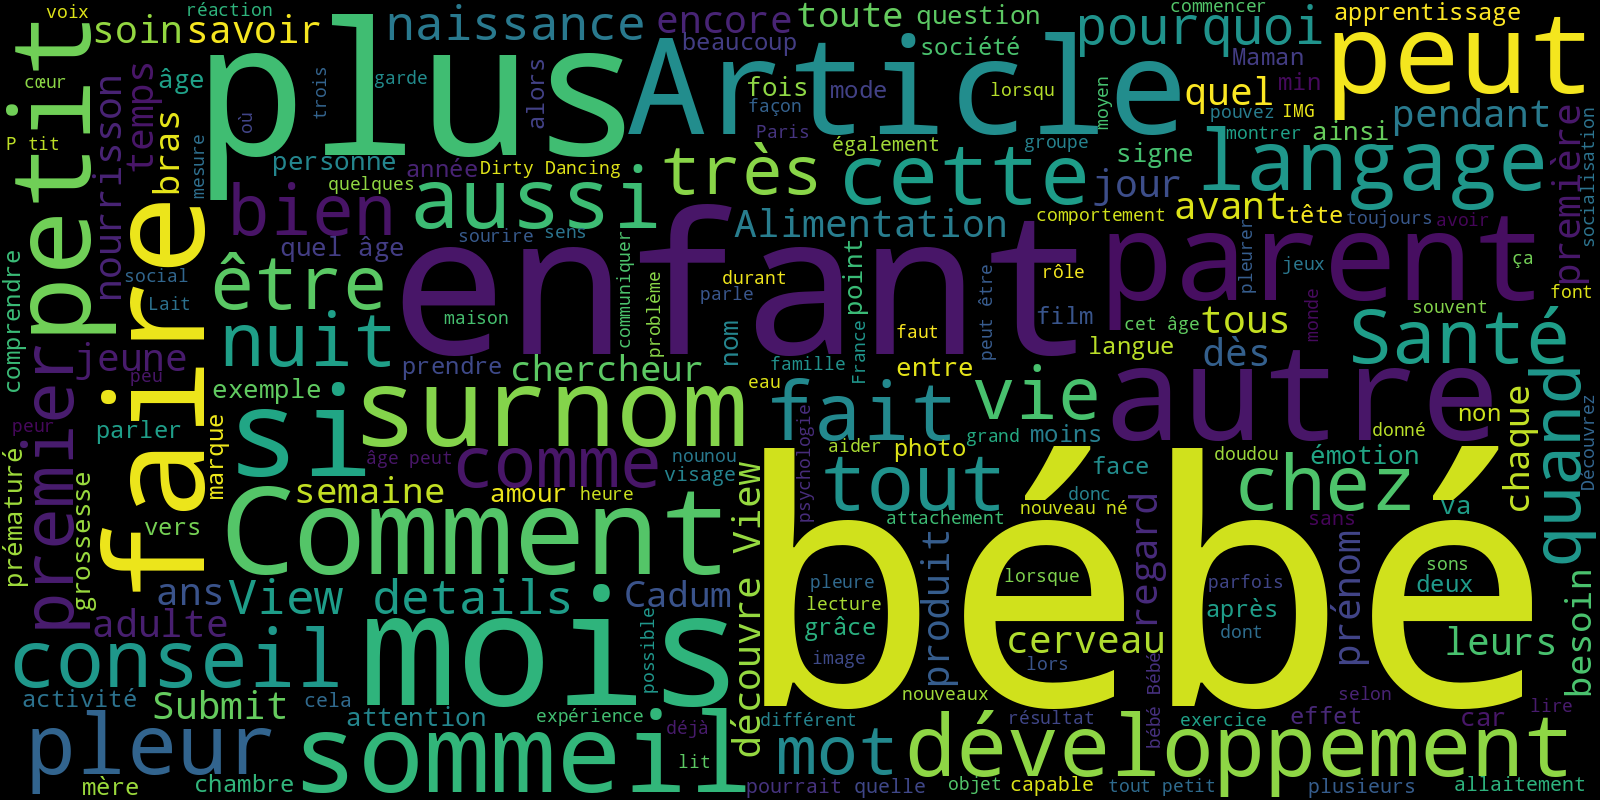 voix
réaction
commencer
petit
soin
savoir
naissance
encore
toute
question
pourquoi
apprentissage
beaucoup
société
peut
plus
Article
cœur
âge
trois
garde
alors
fois
mode
lorsqu
moyen
quel
Maman
min
IMG
P tit
nourrisson
temps
bras
mesure
où
façon
Paris
pouvez
montrer
ainsi
pendant
première
socialisation
personne
année
Dirty Dancing
également
groupe
signe
langage
quelques
très
cette
jour
bien
aussi
Alimentation
comportement
avant
tête
toujours
avoir
quel âge
sourire
sens
enfant
parent
comprendre
social
Lait
être
communiquer
problème
durant
parle
point
peut être
rôle
pleurer
jeux
ça
font
faire
maison
nom
film
cet âge
tous
monde
souvent
Santé
nuit
faut
langue
dès
jeune
peu
prendre
chercheur
famille
France
entre
premier
exemple
eau
vie
autre
si
surnom
fait
non
chaque
quand
Découvrez
peur
parler
marque
psychologie
aider
photo
grand
moins
donné
âge peut
comme
nounou
visage
tout
face
doudou
chez
émotion
prématuré
grossesse
semaine
amour
heure
view
donc
nouveau né
va
vers
Comment
attachement
sans
bébé
produit
regard
prénom
lorsque
sons
ans
View details
Cadum
découvre
pleure
parfois
deux
besoin
lecture
après
adulte
mois
possible
grâce
dont
cerveau
leurs
conseil
image
lors
bébé Bébé
activité
Submit
cela
nouveaux
selon
lire
attention
expérience
déjà
différent
résultat
exercice
effet
car
pleur
sommeil
lit
mot
développement
mère
chambre
pourrait quelle
objet
capable
tout petit
plusieurs
allaitement